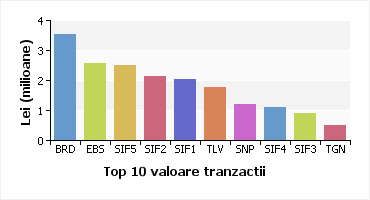 Lei (milioane)
4
3
2
1
0
BRD EBS SIF5 SIF2 SIF1 TLV SNP SIF4 SIF3 TGN
Top 10 valoare tranzactii